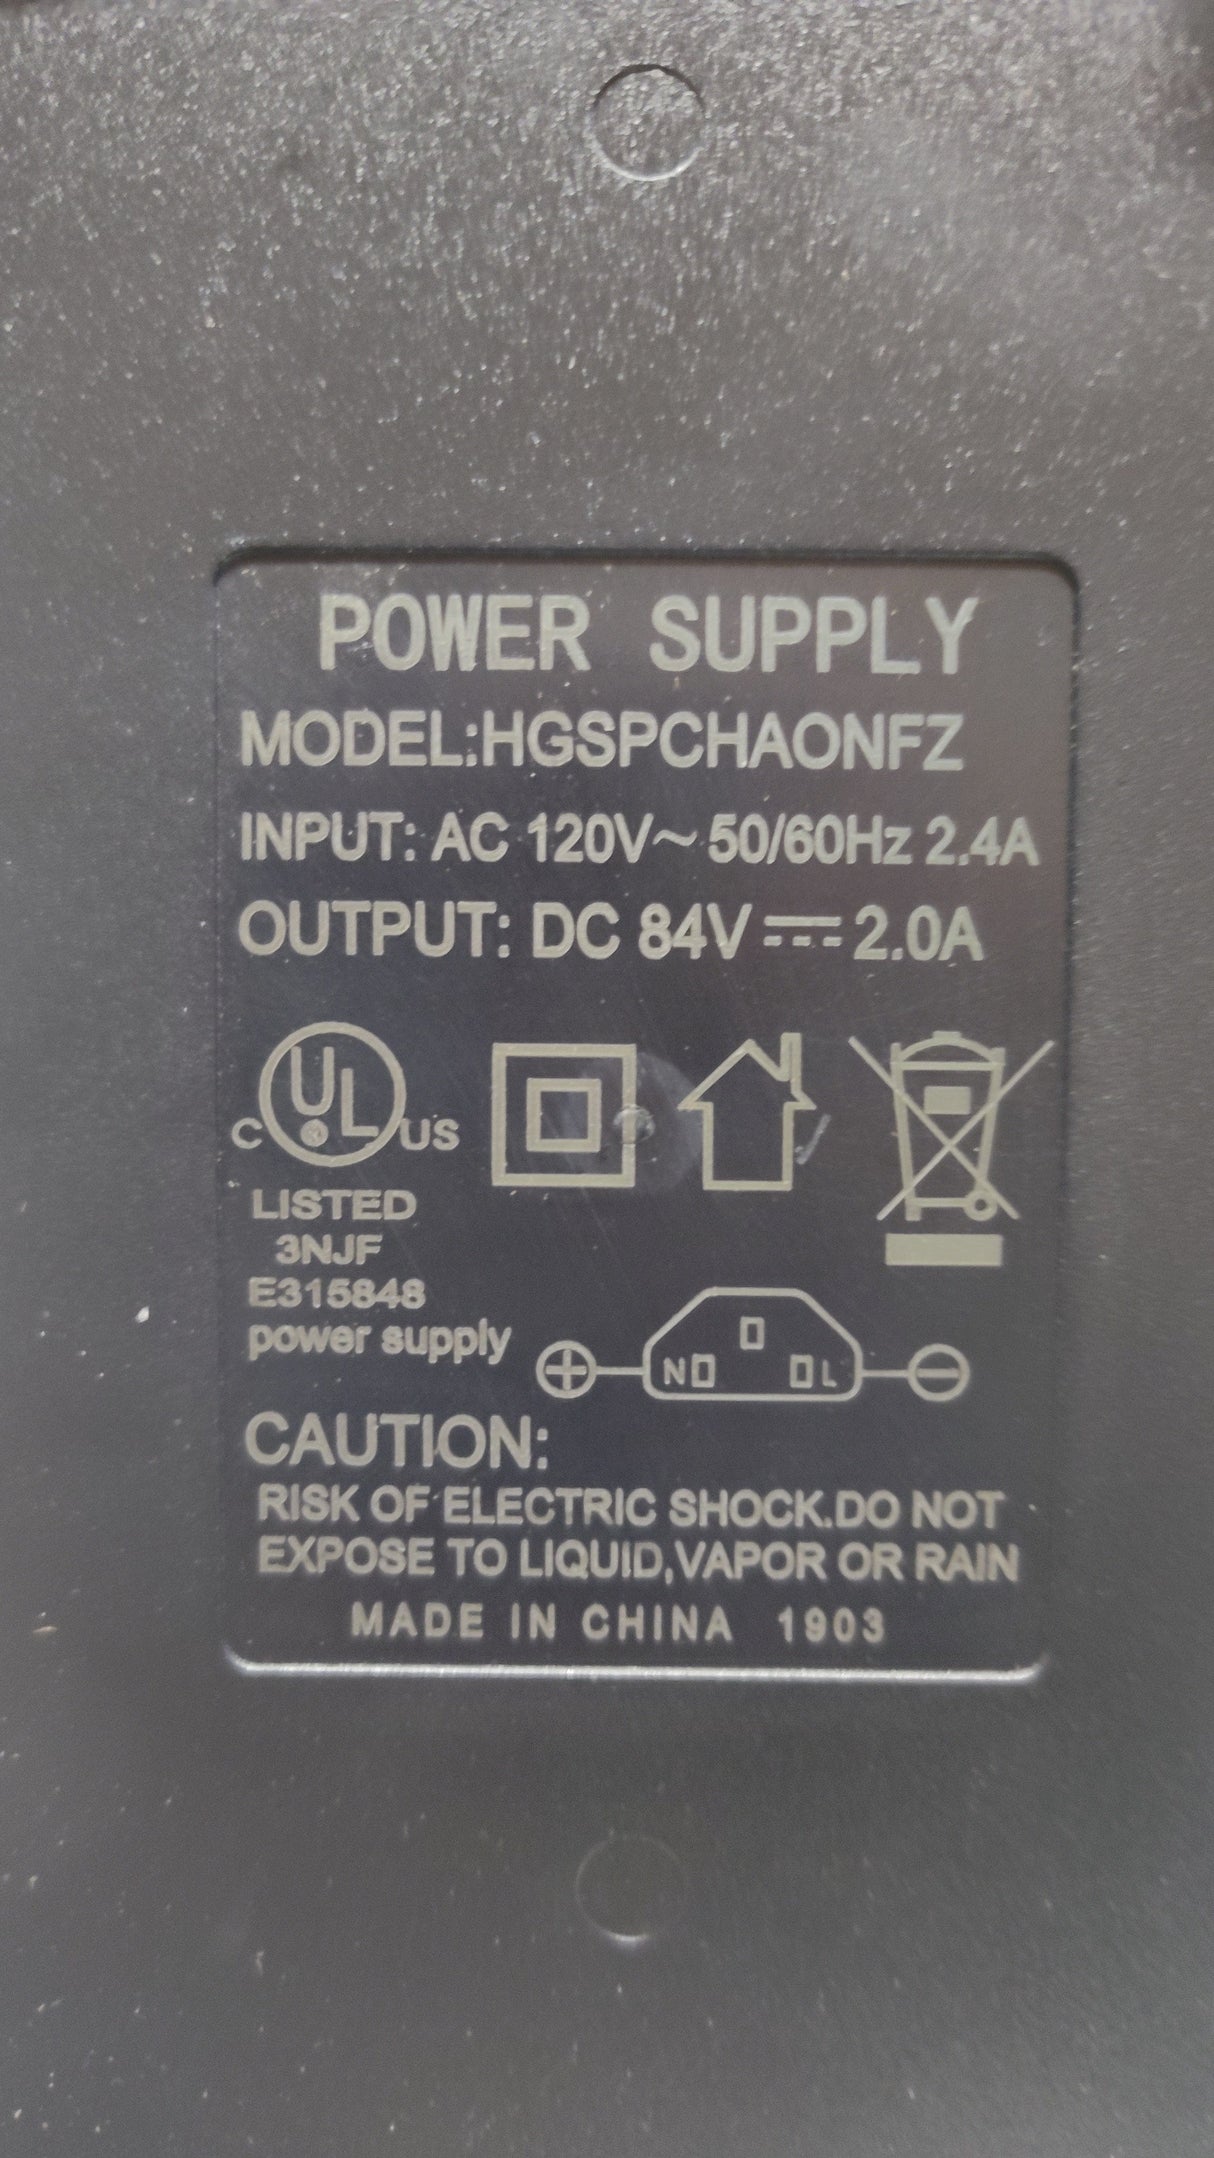 POWER SUPPLY
MODEL:HGSPCHAONFZ
INPUT: AC 120V~ 50/60Hz 2.4A
OUTPUT: DC 84V⎓2.0A
C UL US
LISTED
3NJF
E315848
power supply
N L
CAUTION:
RISK OF ELECTRIC SHOCK.DO NOT
EXPOSE TO LIQUID,VAPOR OR RAIN
MADE IN CHINA 1903